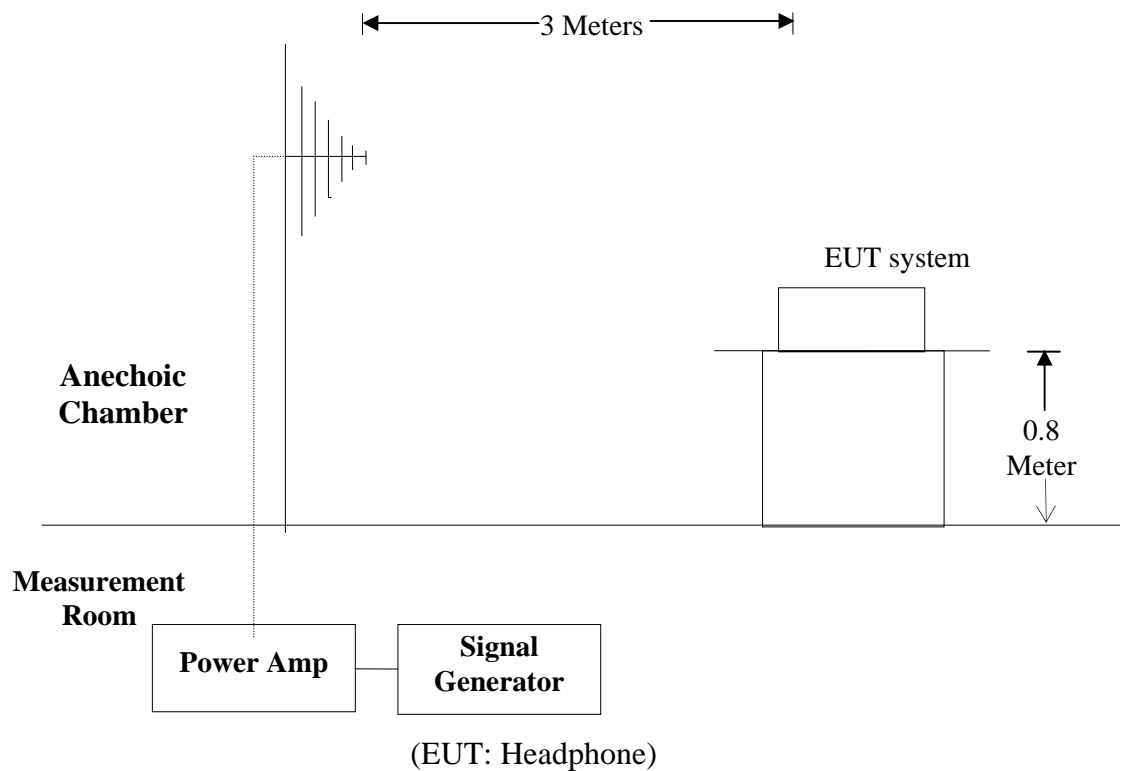 3 Meters
EUT system
Anechoic
Chamber
0.8
Meter
Measurement
Room
Power Amp
Signal
Generator
(EUT: Headphone)